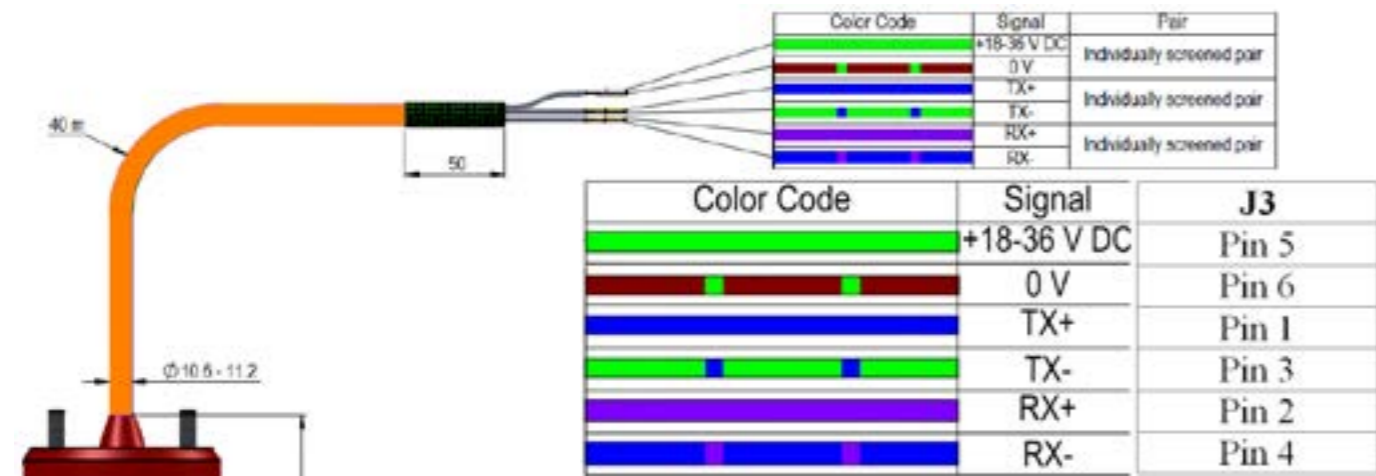 Color Code Signal Pair
+18-36 V DC Individually screened pair
0 V
TX+ Individually screened pair
TX-
RX+ Individually screened pair
RX-
40 m
50
Ø10.5 - 11.2
Color Code Signal J3
+18-36 V DC Pin 5
0 V Pin 6
TX+ Pin 1
TX- Pin 3
RX+ Pin 2
RX- Pin 4